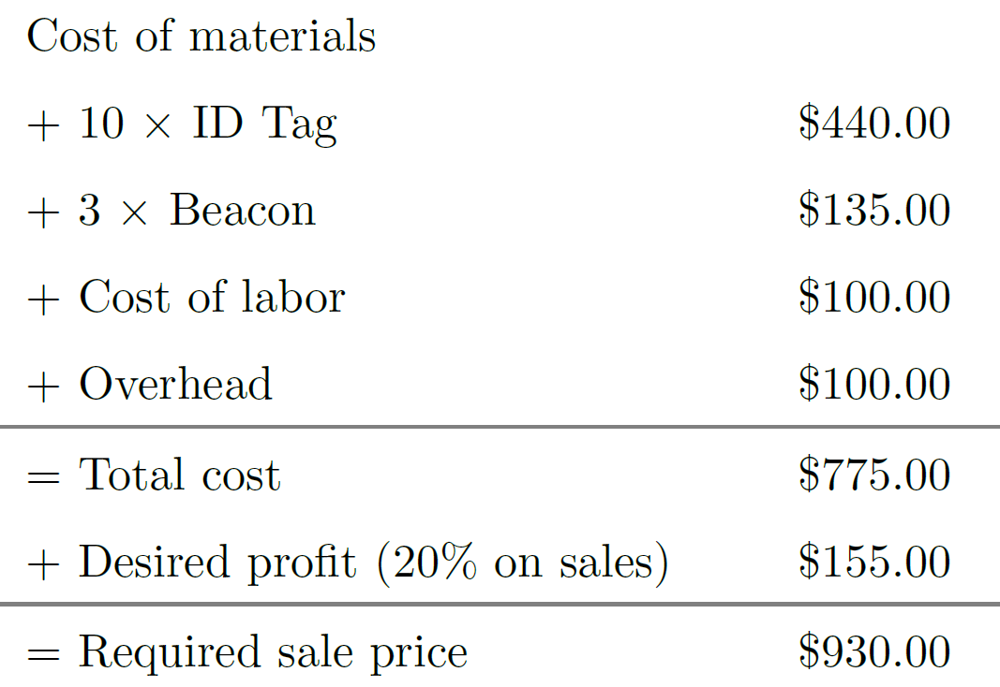 Cost of materials
+ 10 × ID Tag $440.00
+ 3 × Beacon $135.00
+ Cost of labor $100.00
+ Overhead $100.00
= Total cost $775.00
+ Desired profit (20% on sales) $155.00
= Required sale price $930.00